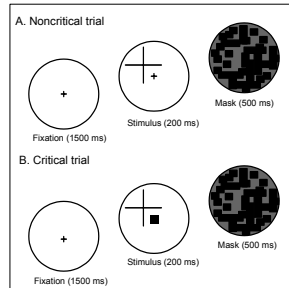 A. Noncritical trial
Mask (500 ms)
Stimulus (200 ms)
Fixation (1500 ms)
B. Critical trial
Mask (500 ms)
Stimulus (200 ms)
Fixation (1500 ms)